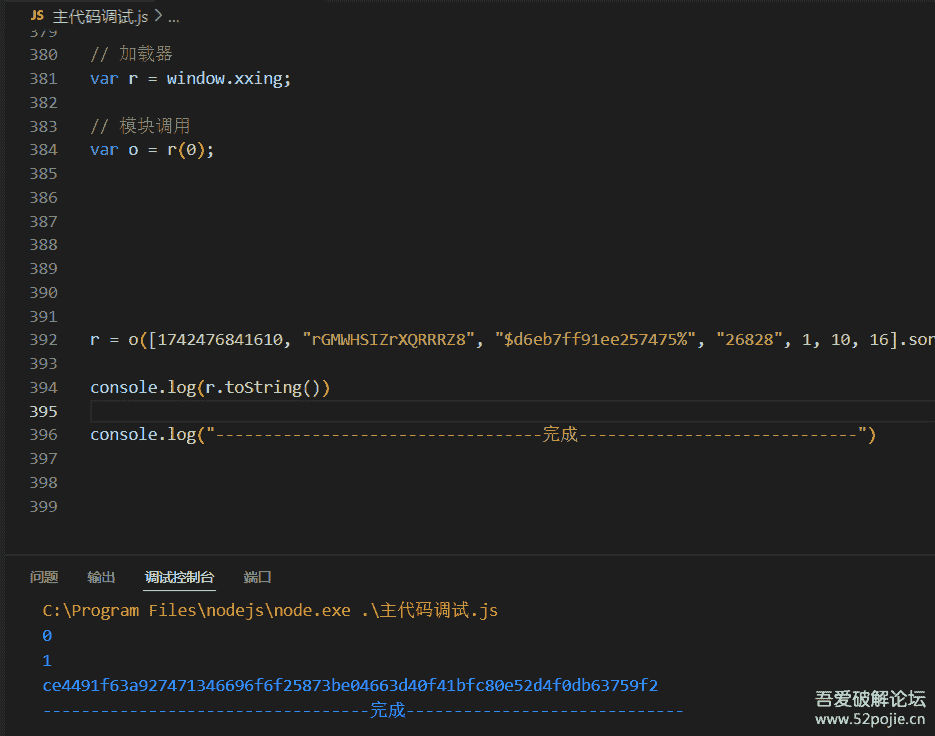 JS 主代码调试.js > ...
379
380 // 加载器
381 var r = window.xxing;
382
383 // 模块调用
384 var o = r(0);
385
386
387
388
389
390
391
392 r = o([1742476841610, "rGMWHSIZrXQRRRZ8", "$d6eb7ff91ee257475%", "26828", 1, 10, 16].sor
393
394 console.log(r.toString())
395
396 console.log("----------------------------------完成-----------------------------")
397
398
399
问题 输出 调试控制台 端口
C:\Program Files\nodejs\node.exe .\主代码调试.js
0
1
ce4491f63a927471346696f6f25873be04663d40f41bfc80e52d4f0db63759f2
----------------------------------完成-----------------------------
吾爱破解论坛
www.52pojie.cn